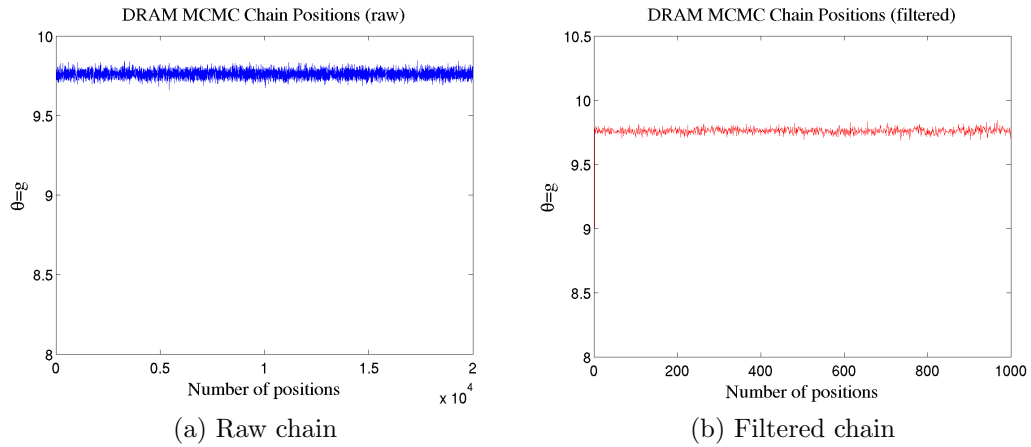 DRAM MCMC Chain Positions (raw)
10
9.5
9
8.5
8
θ=g
0
0.5
1
1.5
2
x 10^4
Number of positions
(a) Raw chain
DRAM MCMC Chain Positions (filtered)
10.5
10
9.5
9
8.5
8
θ=g
0
200
400
600
800
1000
Number of positions
(b) Filtered chain